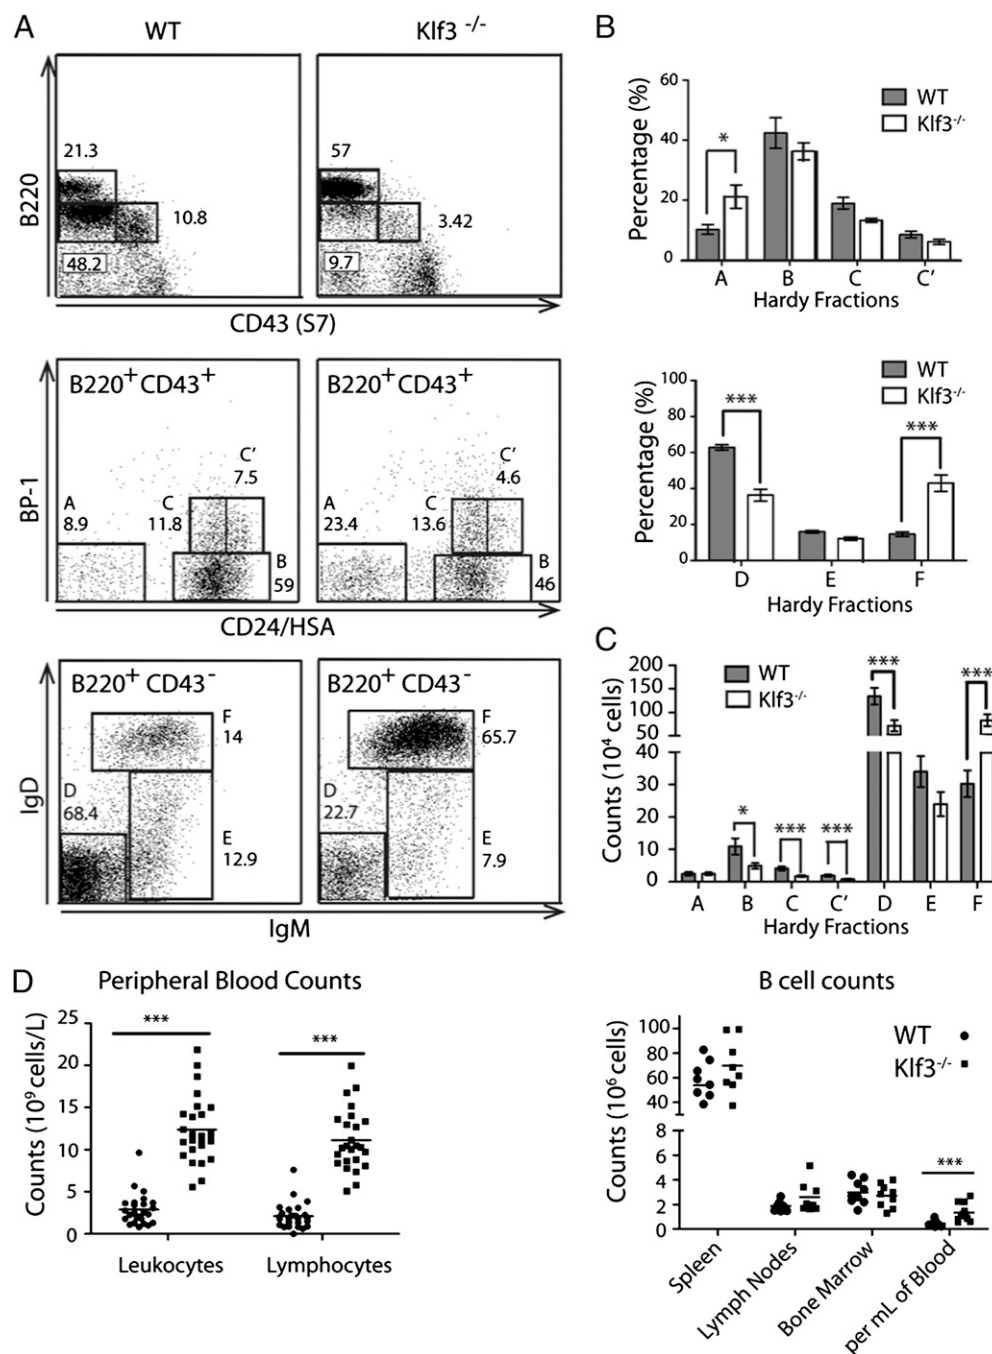 A
WT
Klf3 -/-
21.3
10.8
48.2
57
3.42
9.7
B220
CD43 (S7)
B220+ CD43+
C'
7.5
A
8.9
C
11.8
B
59
B220+ CD43+
C'
4.6
A
23.4
C
13.6
B
46
BP-1
CD24/HSA
B220+ CD43-
F
14
D
68.4
E
12.9
B220+ CD43-
F
65.7
D
22.7
E
7.9
IgD
IgM
B
60
40
20
0
Percentage (%)
*
WT
Klf3-/-
A B C C'
Hardy Fractions
100
80
60
40
20
0
Percentage (%)
***
***
WT
Klf3-/-
D E F
Hardy Fractions
C
200
150
100
50
40
30
20
10
0
Counts (10^4 cells)
WT
Klf3-/-
*
***
***
***
***
A B C C' D E F
Hardy Fractions
D
Peripheral Blood Counts
25
20
15
10
5
0
Counts (10^9 cells/L)
***
***
Leukocytes
Lymphocytes
B cell counts
100
80
60
40
8
6
4
2
0
Counts (10^6 cells)
WT
Klf3-/-
***
Spleen
Lymph Nodes
Bone Marrow
per mL of Blood